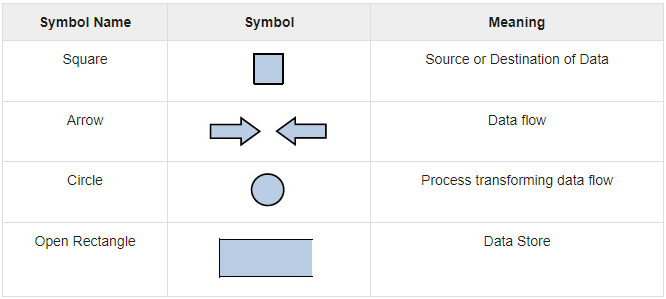 Symbol Name Symbol Meaning
Square Source or Destination of Data
Arrow Data flow
Circle Process transforming data flow
Open Rectangle Data Store